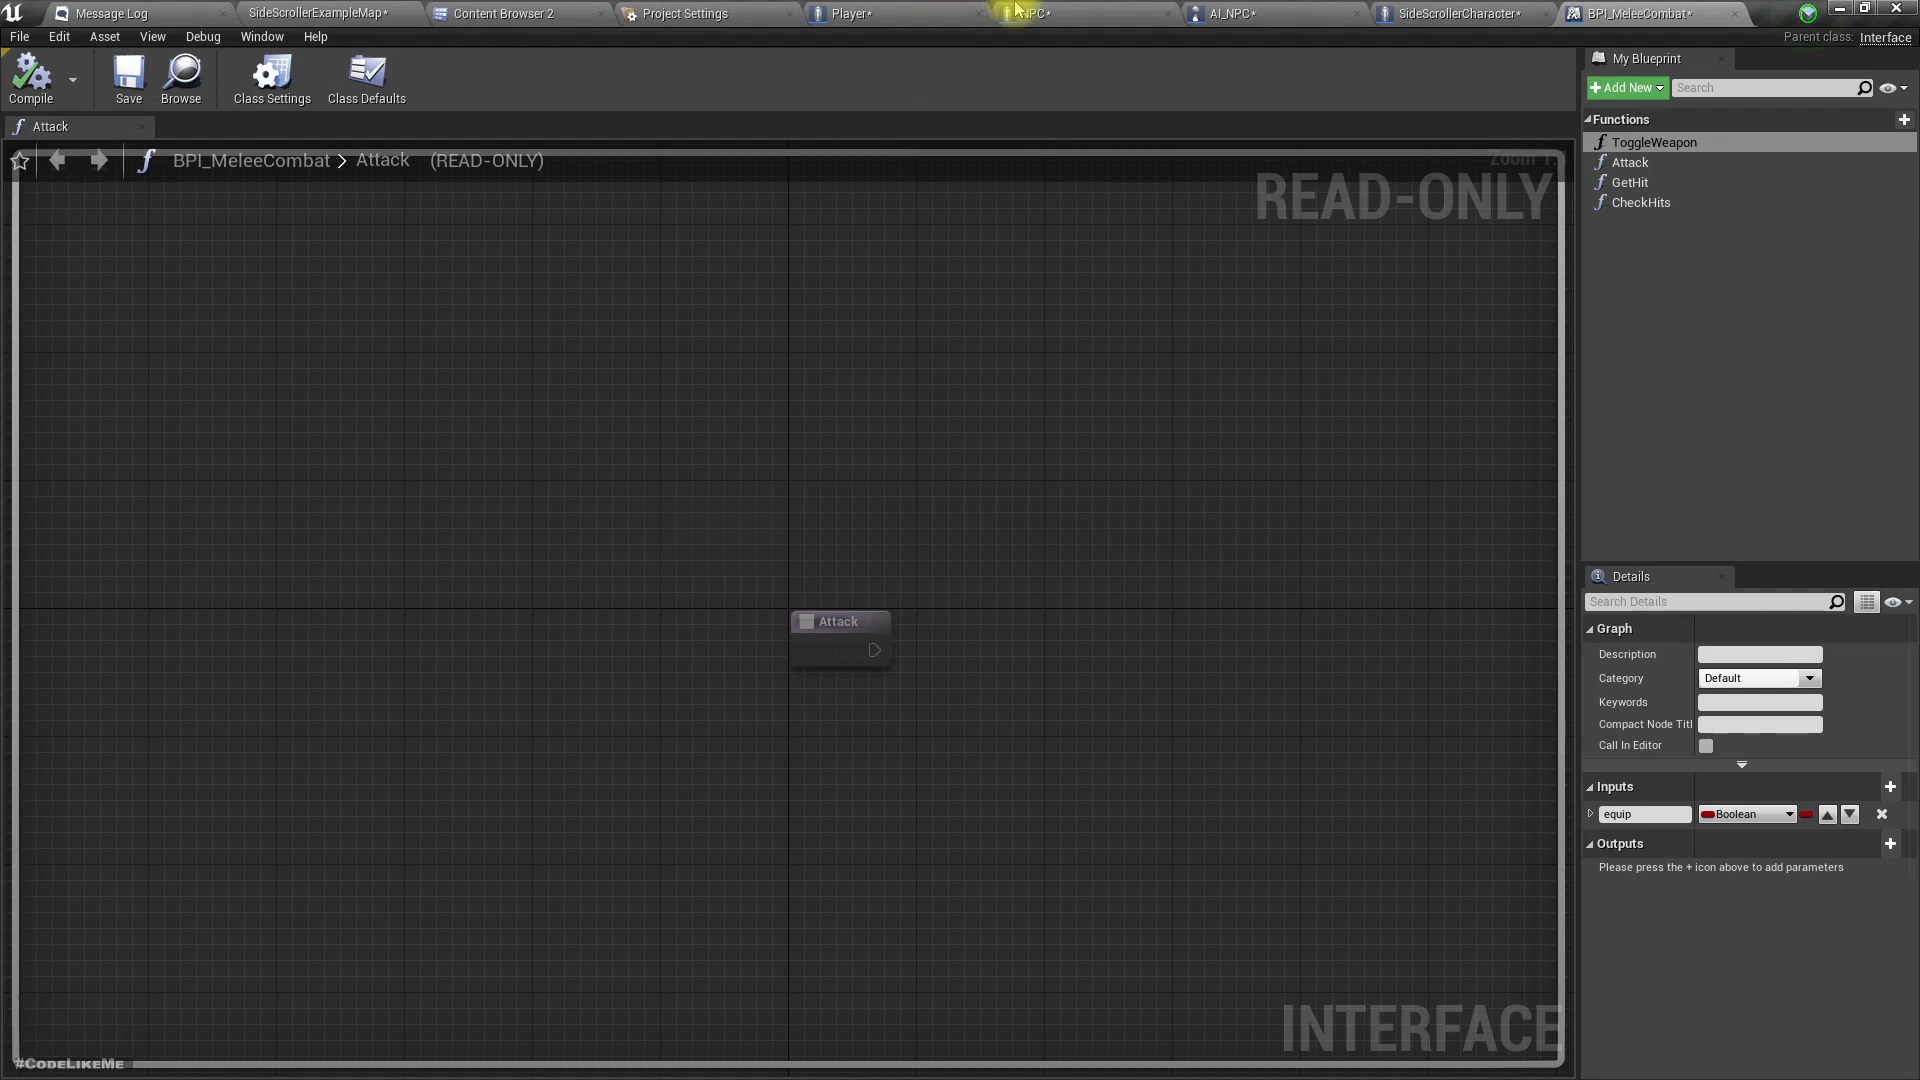 Message Log
SideScrollerExampleMap*
Content Browser 2
Project Settings
Player*
NPC*
AI_NPC*
SideScrollerCharacter*
BPI_MeleeCombat*
File Edit Asset View Debug Window Help
Parent class: Interface
Compile
Save
Browse
Class Settings
Class Defaults
My Blueprint
+ Add New
Search
Functions
ToggleWeapon
Attack
GetHit
CheckHits
Attack
BPI_MeleeCombat > Attack (READ-ONLY)
Zoom
READ-ONLY
Attack
INTERFACE
#CodeLikeMe
Details
Search Details
Graph
Description
Category
Default
Keywords
Compact Node Titl
Call In Editor
Inputs
equip
Boolean
Outputs
Please press the + icon above to add parameters